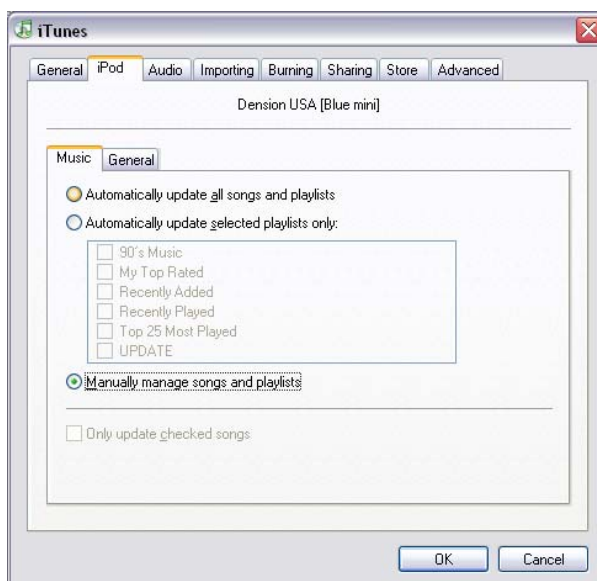 iTunes
General iPod Audio Importing Burning Sharing Store Advanced
Dension USA [Blue mini]
Music General
Automatically update all songs and playlists
Automatically update selected playlists only:
90's Music
My Top Rated
Recently Added
Recently Played
Top 25 Most Played
UPDATE
Manually manage songs and playlists
Only update checked songs
OK Cancel